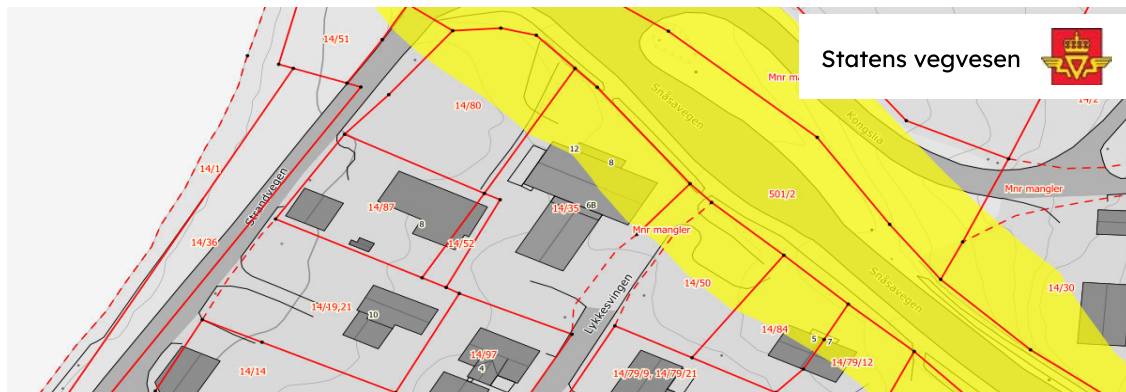 Statens vegvesen
14/51
14/80
Snåsavegen
Mnr ma
Kongslia
14/2
14/1
Strandvegen
12
8
14/87
8
14/35
6B
Mnr mangler
501/2
Mnr mangler
14/36
14/52
14/50
Snåsavegen
14/30
Lykkesvingen
14/19,21
10
14/84
5
7
14/79/12
14/97
4
14/14
14/79/9, 14/79/21